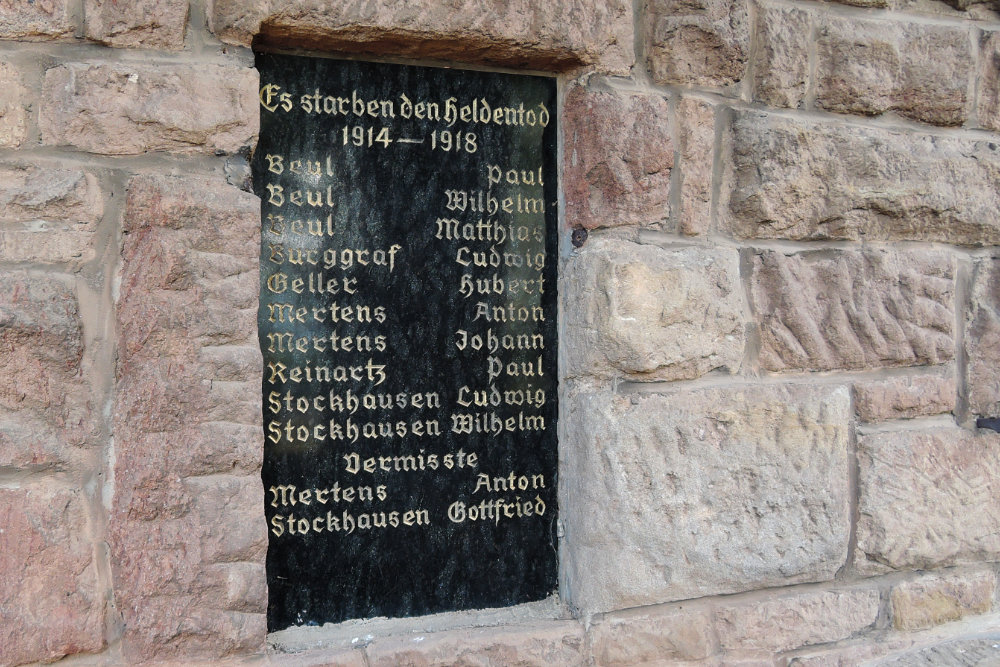 Es starben den Heldentod
1914 — 1918
Beul Paul
Beul Wilhelm
Beul Matthias
Burggraf Ludwig
Geller Hubert
Mertens Anton
Mertens Johann
Reinartz Paul
Stockhausen Ludwig
Stockhausen Wilhelm
Vermisste
Mertens Anton
Stockhausen Gottfried